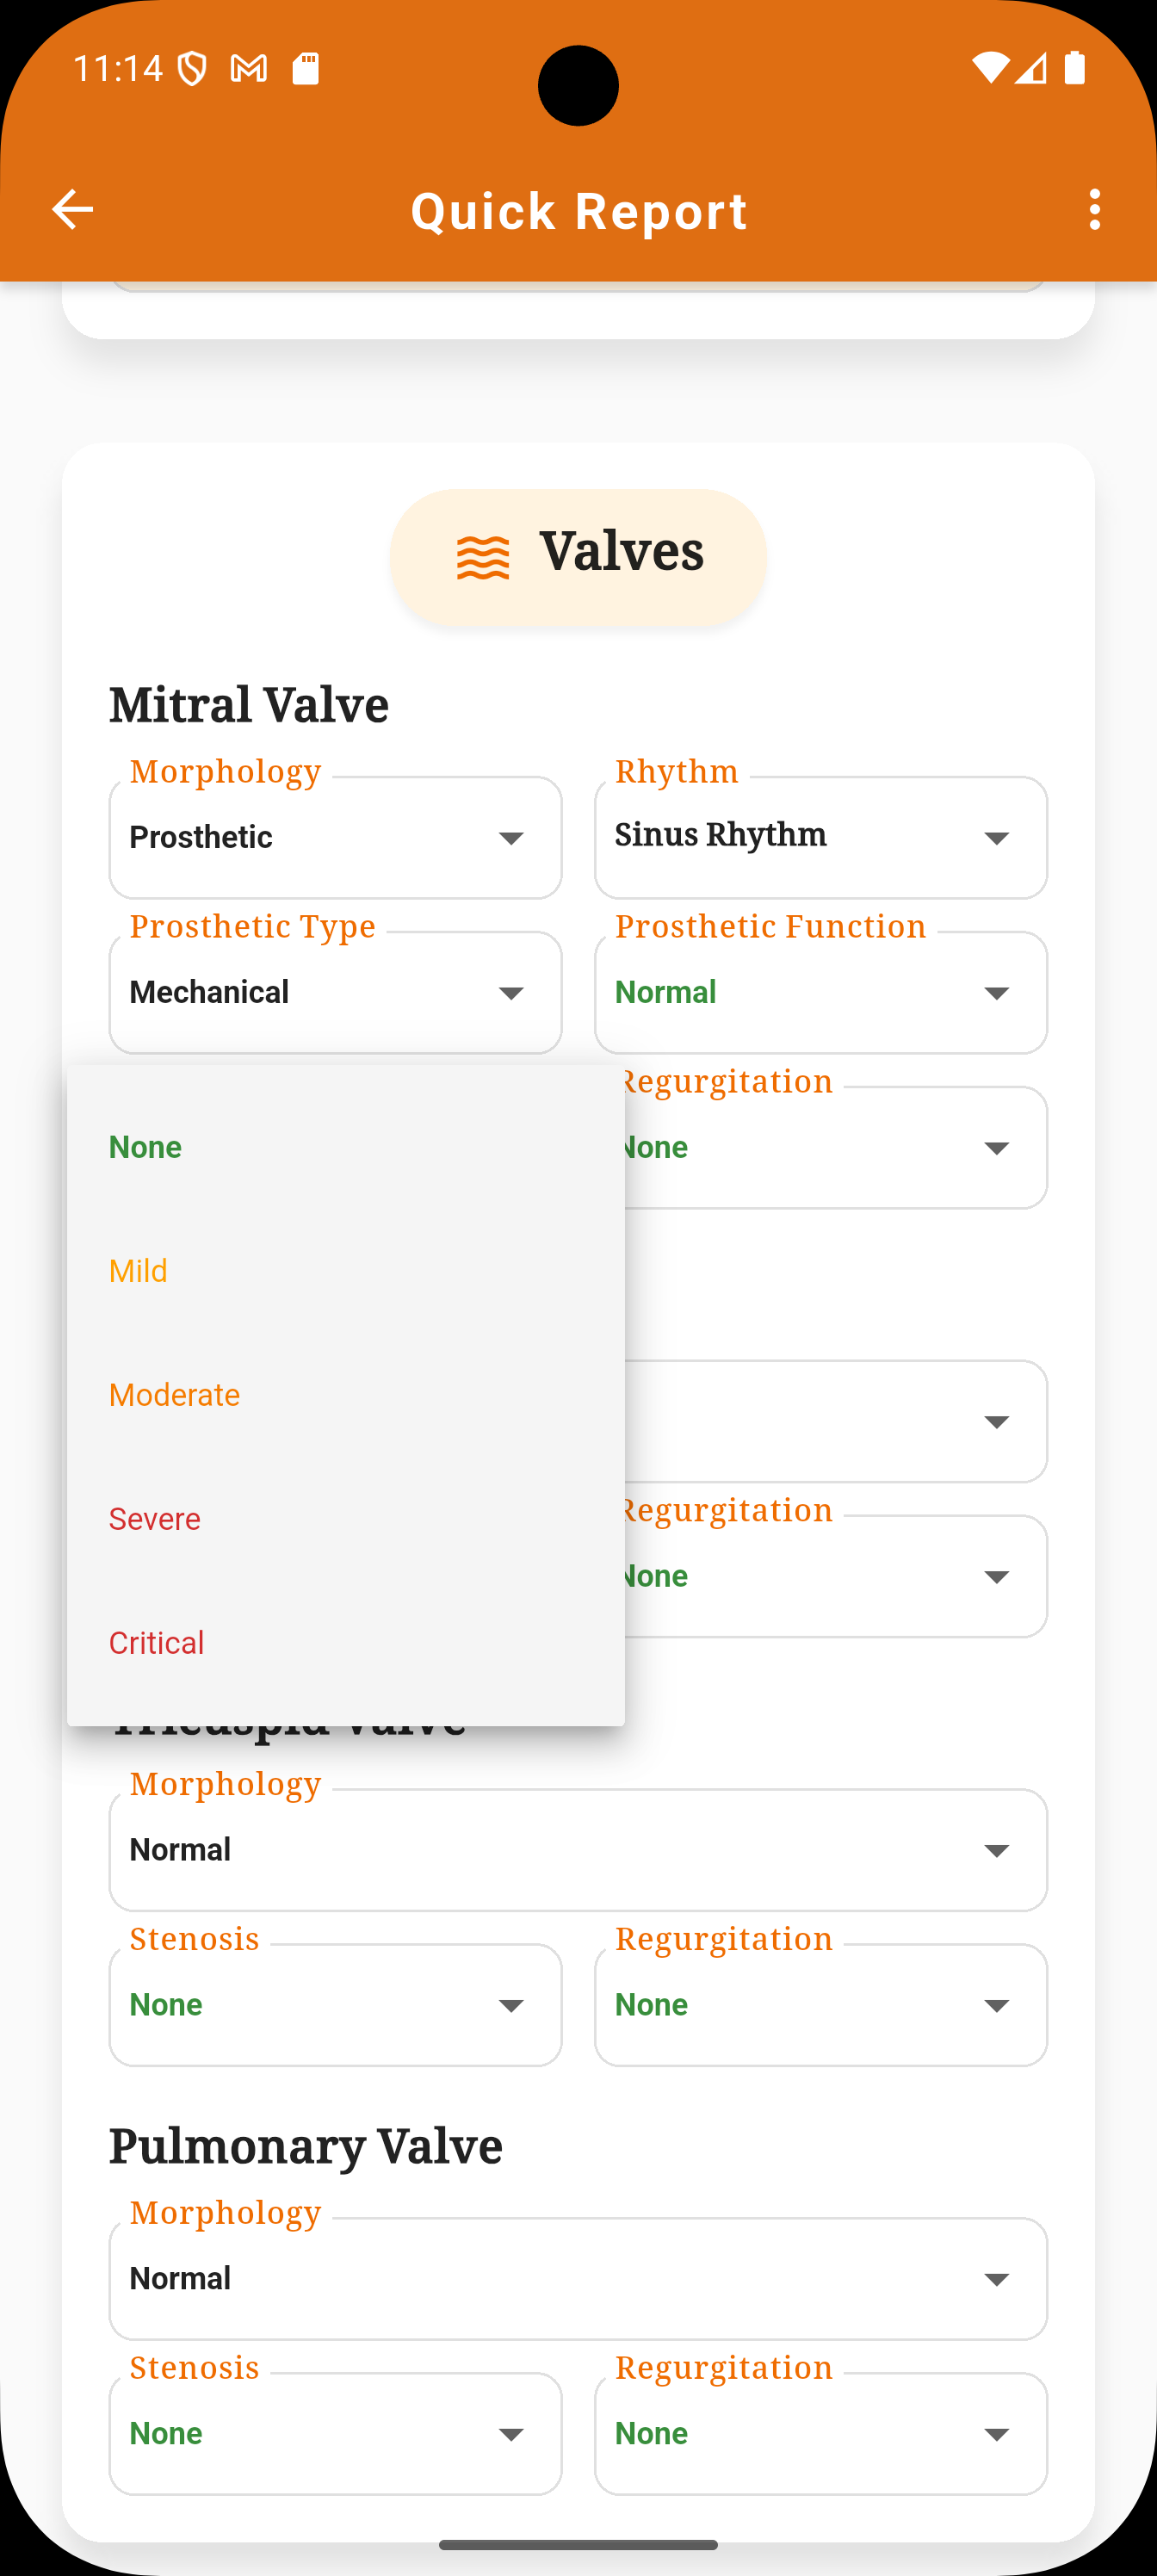 11:14
Quick Report
Valves
Mitral Valve
Morphology Rhythm
Prosthetic Sinus Rhythm
Prosthetic Type Prosthetic Function
Mechanical Normal
Regurgitation
None None
Mild
Moderate
Severe Regurgitation
None
Critical
Tricuspid Valve
Morphology
Normal
Stenosis Regurgitation
None None
Pulmonary Valve
Morphology
Normal
Stenosis Regurgitation
None None